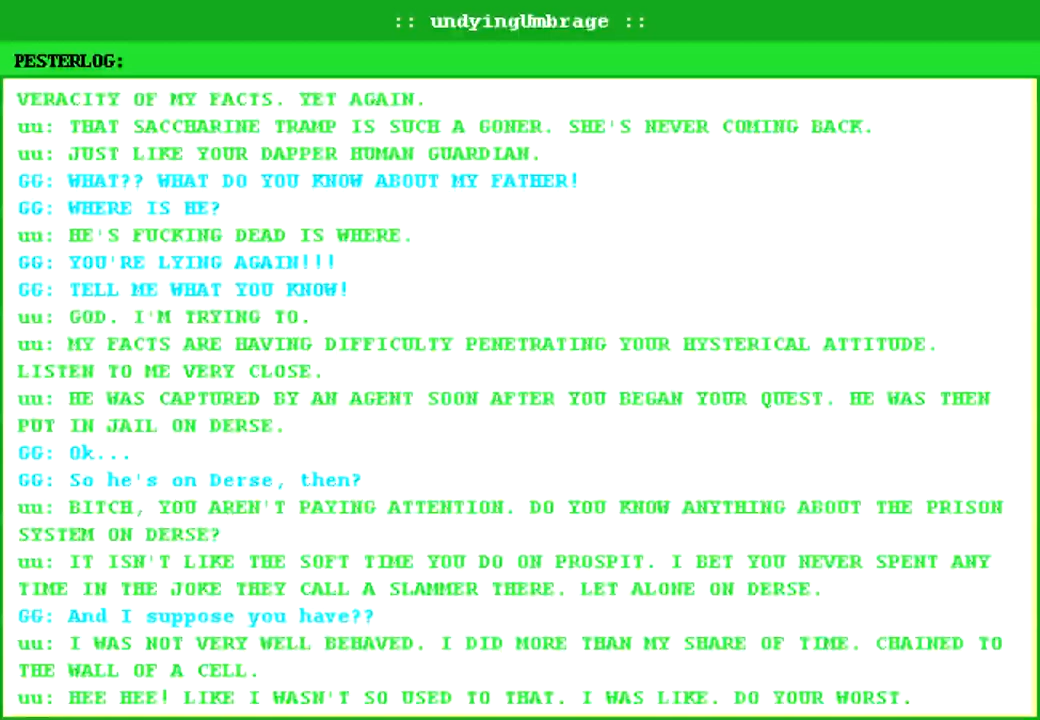 :: undyingUmbrage ::
PESTERLOG:
VERACITY OF MY FACTS. YET AGAIN.
uu: THAT SACCHARINE TRAMP IS SUCH A GONER. SHE'S NEVER COMING BACK.
uu: JUST LIKE YOUR DAPPER HUMAN GUARDIAN.
GG: WHAT?? WHAT DO YOU KNOW ABOUT MY FATHER!
GG: WHERE IS HE?
uu: HE'S FUCKING DEAD IS WHERE.
GG: YOU'RE LYING AGAIN!!!
GG: TELL ME WHAT YOU KNOW!
uu: GOD. I'M TRYING TO.
uu: MY FACTS ARE HAVING DIFFICULTY PENETRATING YOUR HYSTERICAL ATTITUDE.
LISTEN TO ME VERY CLOSE.
uu: HE WAS CAPTURED BY AN AGENT SOON AFTER YOU BEGAN YOUR QUEST. HE WAS THEN
PUT IN JAIL ON DERSE.
GG: Ok...
GG: So he's on Derse, then?
uu: BITCH, YOU AREN'T PAYING ATTENTION. DO YOU KNOW ANYTHING ABOUT THE PRISON
SYSTEM ON DERSE?
uu: IT ISN'T LIKE THE SOFT TIME YOU DO ON PROSPIT. I BET YOU NEVER SPENT ANY
TIME IN THE JOKE THEY CALL A SLAMMER THERE. LET ALONE ON DERSE.
GG: And I suppose you have??
uu: I WAS NOT VERY WELL BEHAVED. I DID MORE THAN MY SHARE OF TIME. CHAINED TO
THE WALL OF A CELL.
uu: HEE HEE! LIKE I WASN'T SO USED TO THAT. I WAS LIKE. DO YOUR WORST.